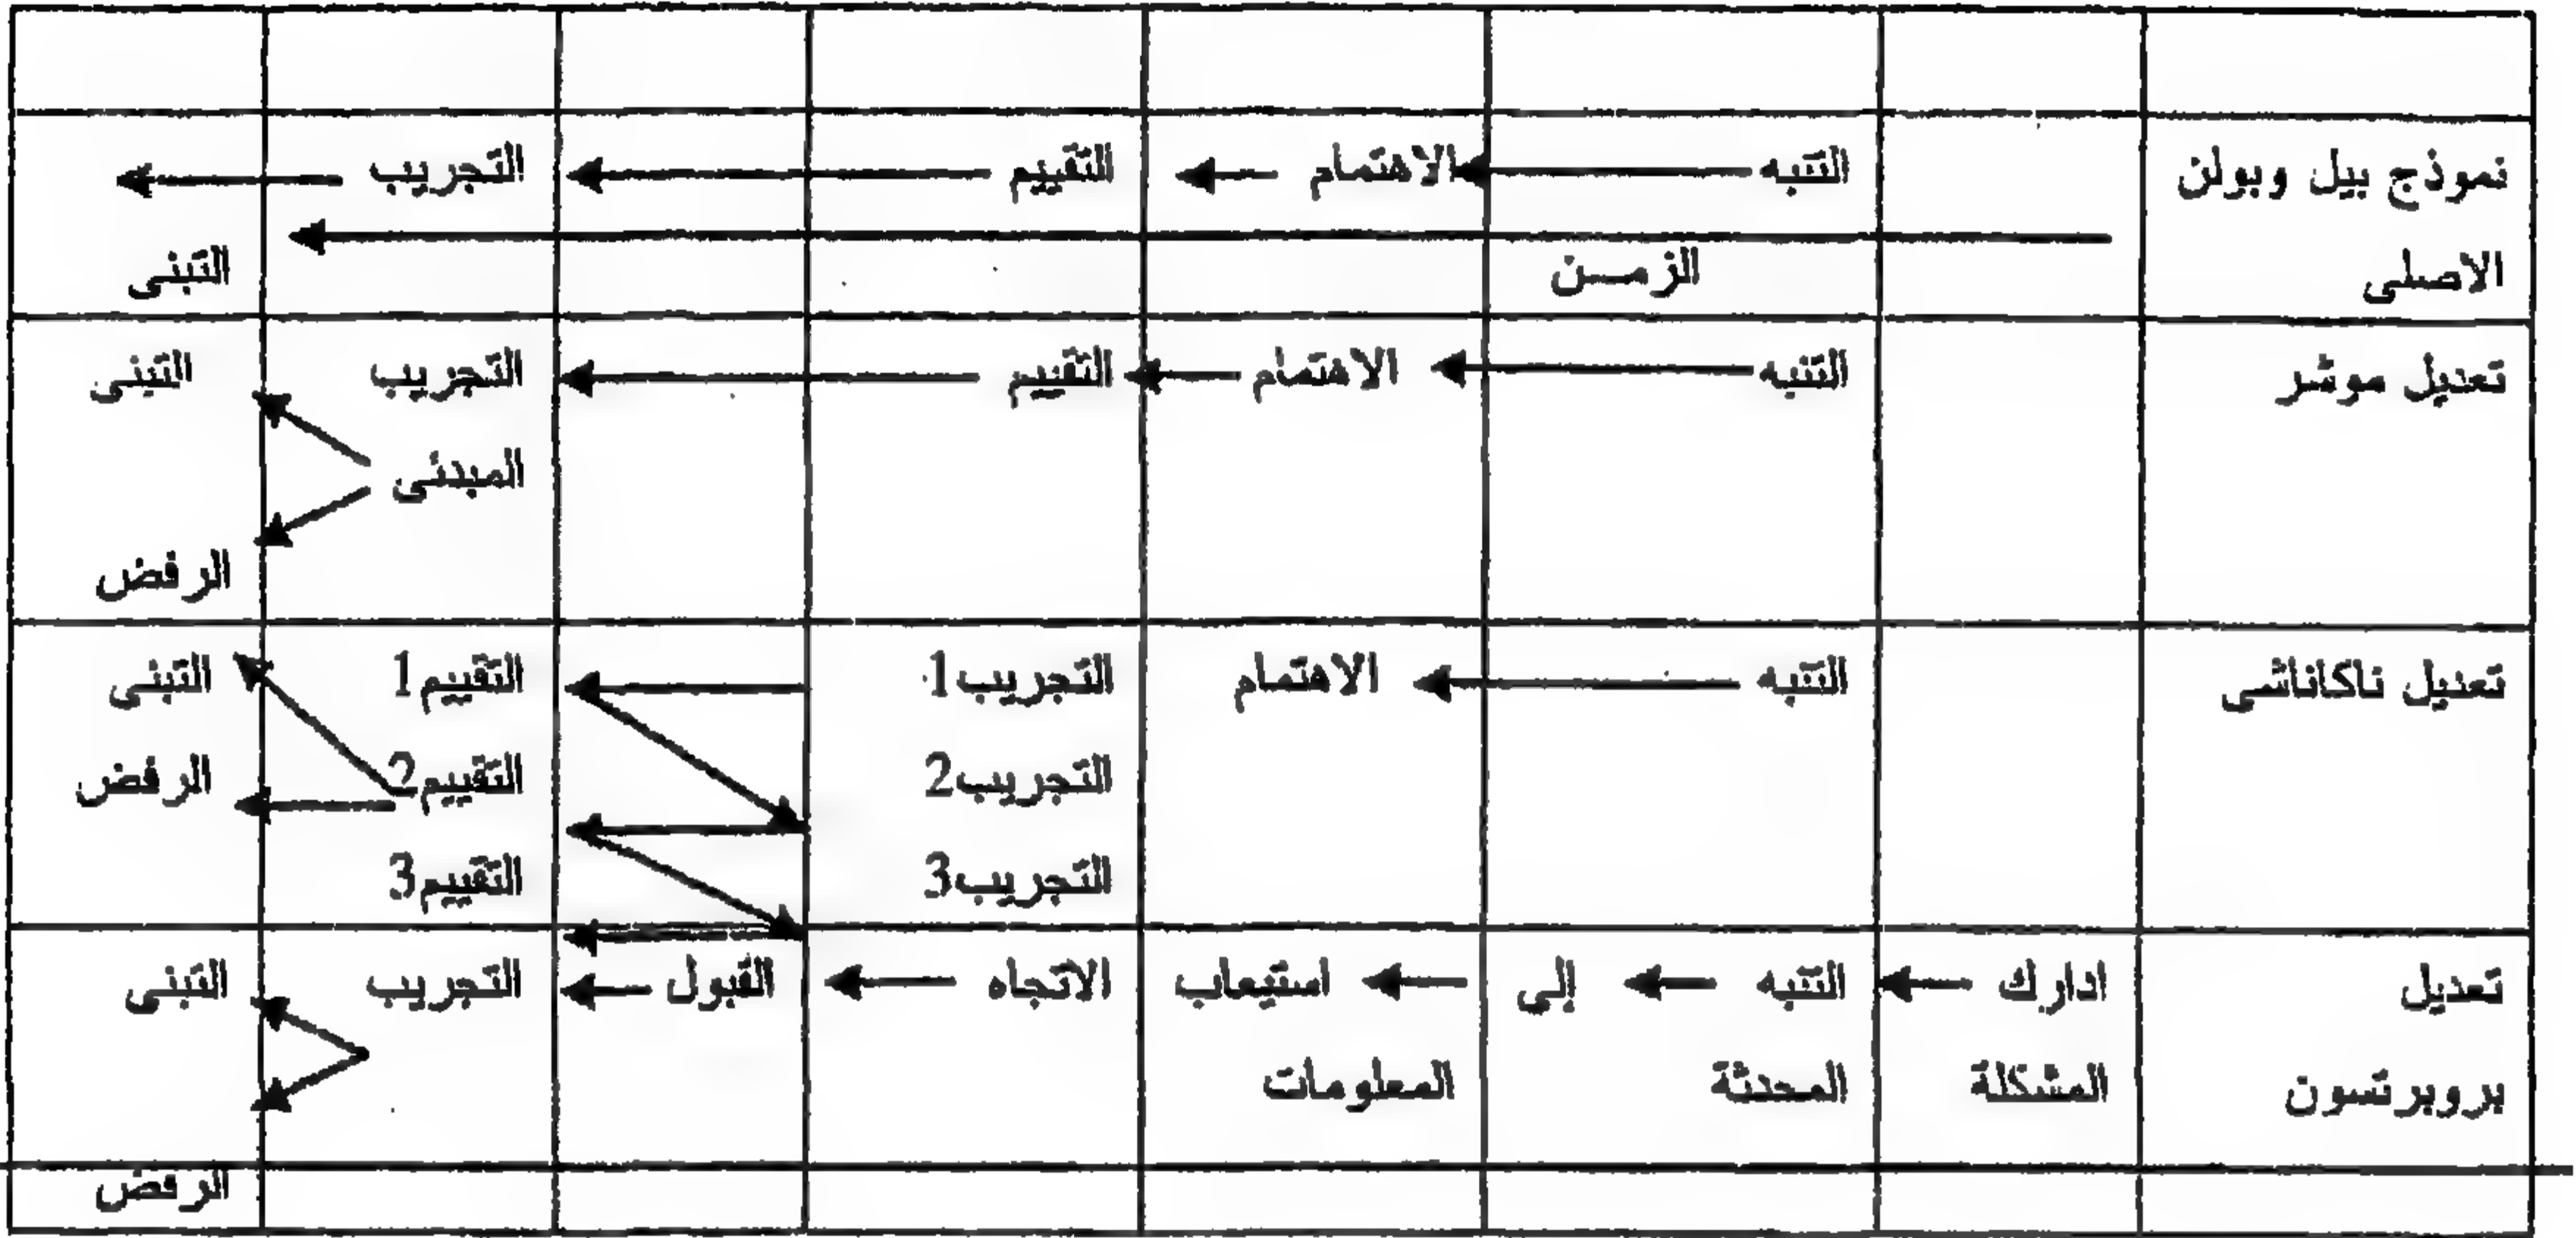 نموذج بيل وبولن التنبه الاهتمام التقييم التجريب
الاصلى الزمــن التبنى
تعديل موشر التنبه الاهتمام التقييم التجريب التبنى
المبدئى
الرفض
تعديل ناكاناشى التنبه الاهتمام التجريب1 التقييم1 التبنى
التجريب2 التقييم2 الرفض
التجريب3 التقييم3
تعديل ادارك التنبه إلى استيعاب الاتجاه القبول التجريب التبنى
بروبرتسون المشكلة المحدثة المعلومات
الرفض